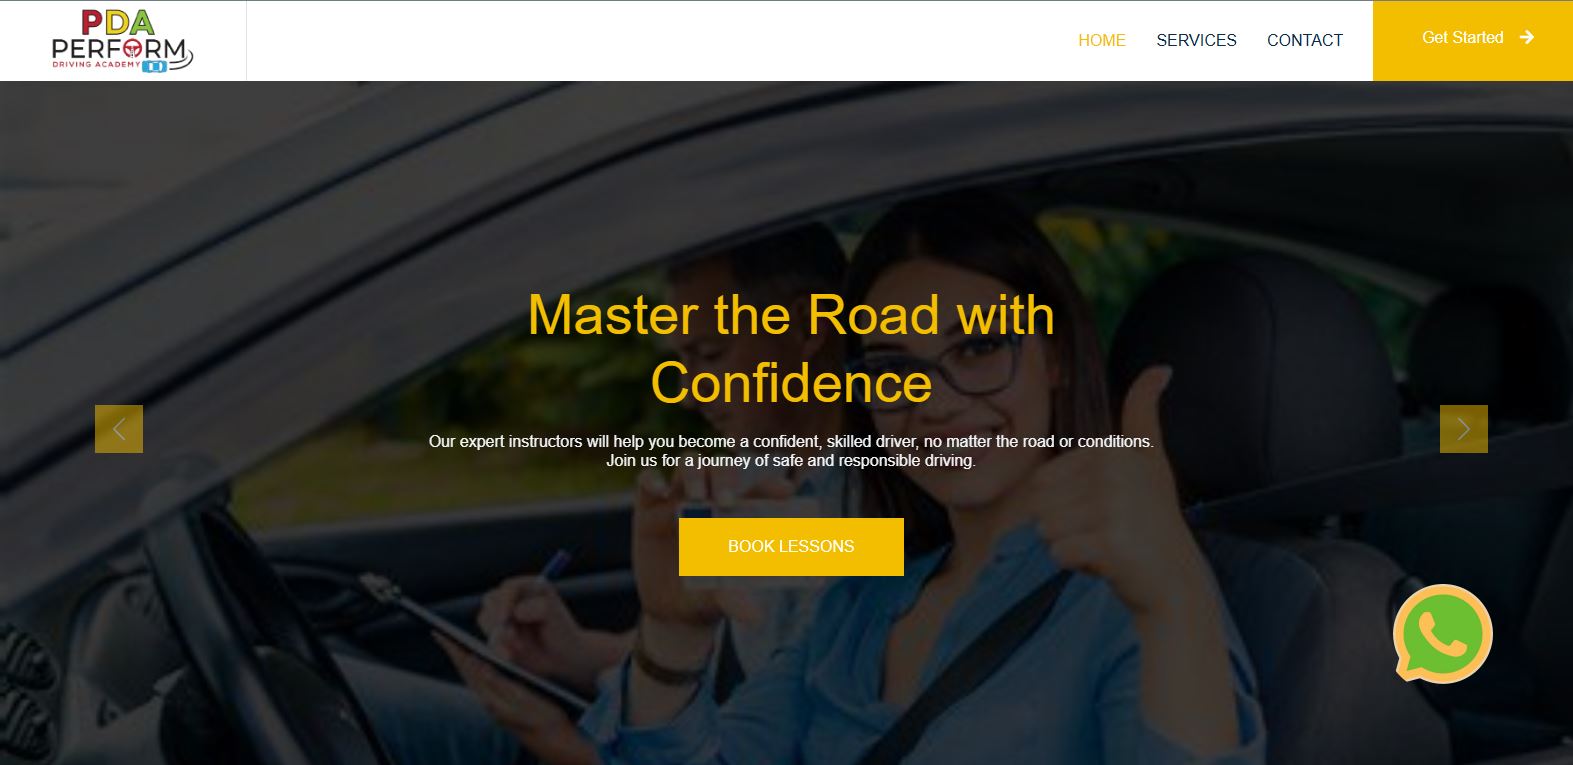 PDA
PERFORM
DRIVING ACADEMY
HOME
SERVICES
CONTACT
Get Started
Master the Road with
Confidence
Our expert instructors will help you become a confident, skilled driver, no matter the road or conditions.
Join us for a journey of safe and responsible driving.
BOOK LESSONS